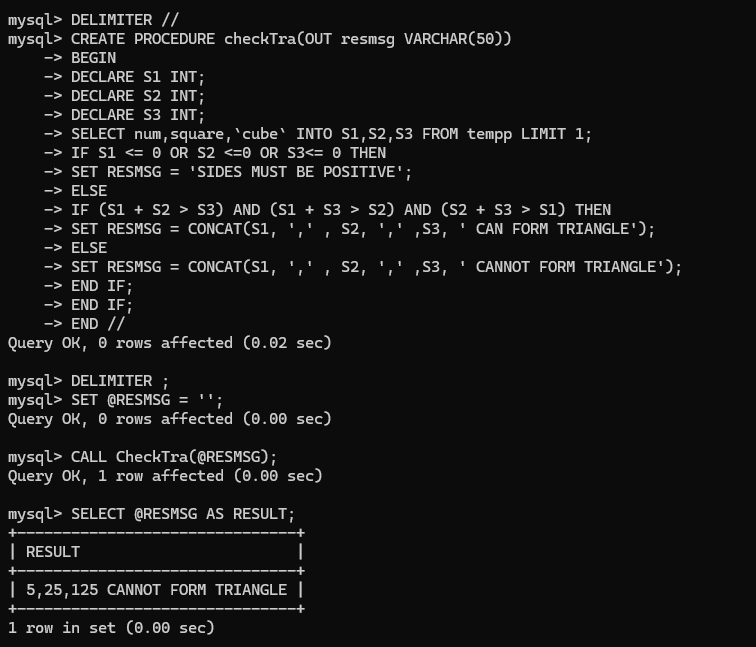 mysql> DELIMITER //
mysql> CREATE PROCEDURE checkTra(OUT resmsg VARCHAR(50))
    -> BEGIN
    -> DECLARE S1 INT;
    -> DECLARE S2 INT;
    -> DECLARE S3 INT;
    -> SELECT num,square,`cube` INTO S1,S2,S3 FROM tempp LIMIT 1;
    -> IF S1 <= 0 OR S2 <=0 OR S3<= 0 THEN
    -> SET RESMSG = 'SIDES MUST BE POSITIVE';
    -> ELSE
    -> IF (S1 + S2 > S3) AND (S1 + S3 > S2) AND (S2 + S3 > S1) THEN
    -> SET RESMSG = CONCAT(S1, ',' , S2, ',' ,S3, ' CAN FORM TRIANGLE');
    -> ELSE
    -> SET RESMSG = CONCAT(S1, ',' , S2, ',' ,S3, ' CANNOT FORM TRIANGLE');
    -> END IF;
    -> END IF;
    -> END //
Query OK, 0 rows affected (0.02 sec)

mysql> DELIMITER ;
mysql> SET @RESMSG = '';
Query OK, 0 rows affected (0.00 sec)

mysql> CALL CheckTra(@RESMSG);
Query OK, 1 row affected (0.00 sec)

mysql> SELECT @RESMSG AS RESULT;
+-------------------------------+
| RESULT                        |
+-------------------------------+
| 5,25,125 CANNOT FORM TRIANGLE |
+-------------------------------+
1 row in set (0.00 sec)